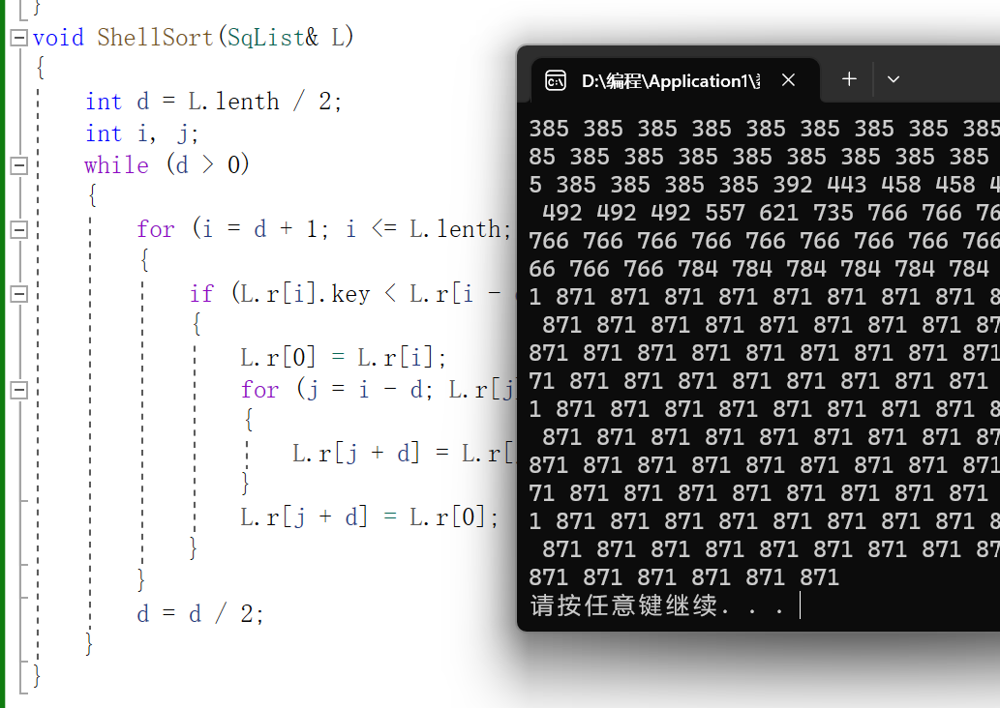 }
void ShellSort(SqList& L)
{
int d = L.lenth / 2;
int i, j;
while (d > 0)
{
for (i = d + 1; i <= L.lenth;
{
if (L.r[i].key < L.r[i -
{
L.r[0] = L.r[i];
for (j = i - d; L.r[j]
{
L.r[j + d] = L.r[
}
L.r[j + d] = L.r[0];
}
}
d = d / 2;
}
}
D:\编程\Application1\
385 385 385 385 385 385 385 385 385
85 385 385 385 385 385 385 385 385
5 385 385 385 385 392 443 458 458 4
492 492 492 557 621 735 766 766 76
766 766 766 766 766 766 766 766 766
66 766 766 784 784 784 784 784 784
1 871 871 871 871 871 871 871 871 8
871 871 871 871 871 871 871 871 87
871 871 871 871 871 871 871 871 871
71 871 871 871 871 871 871 871 871
1 871 871 871 871 871 871 871 871 8
871 871 871 871 871 871 871 871 87
871 871 871 871 871 871 871 871 871
71 871 871 871 871 871 871 871 871
1 871 871 871 871 871 871 871 871 8
871 871 871 871 871 871 871 871 87
871 871 871 871 871 871
请按任意键继续. . .